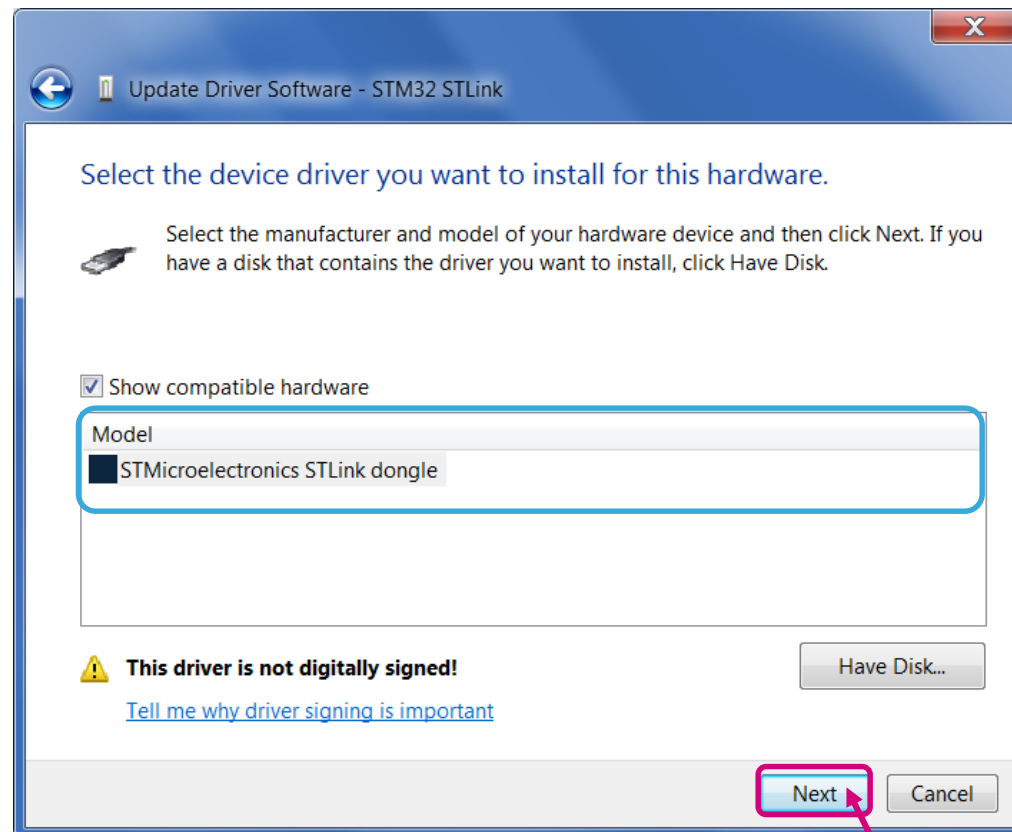 X
Update Driver Software - STM32 STLink
Select the device driver you want to install for this hardware.
Select the manufacturer and model of your hardware device and then click Next. If you
have a disk that contains the driver you want to install, click Have Disk.
Show compatible hardware
Model
STMicroelectronics STLink dongle
This driver is not digitally signed!
Have Disk...
Tell me why driver signing is important
Next
Cancel